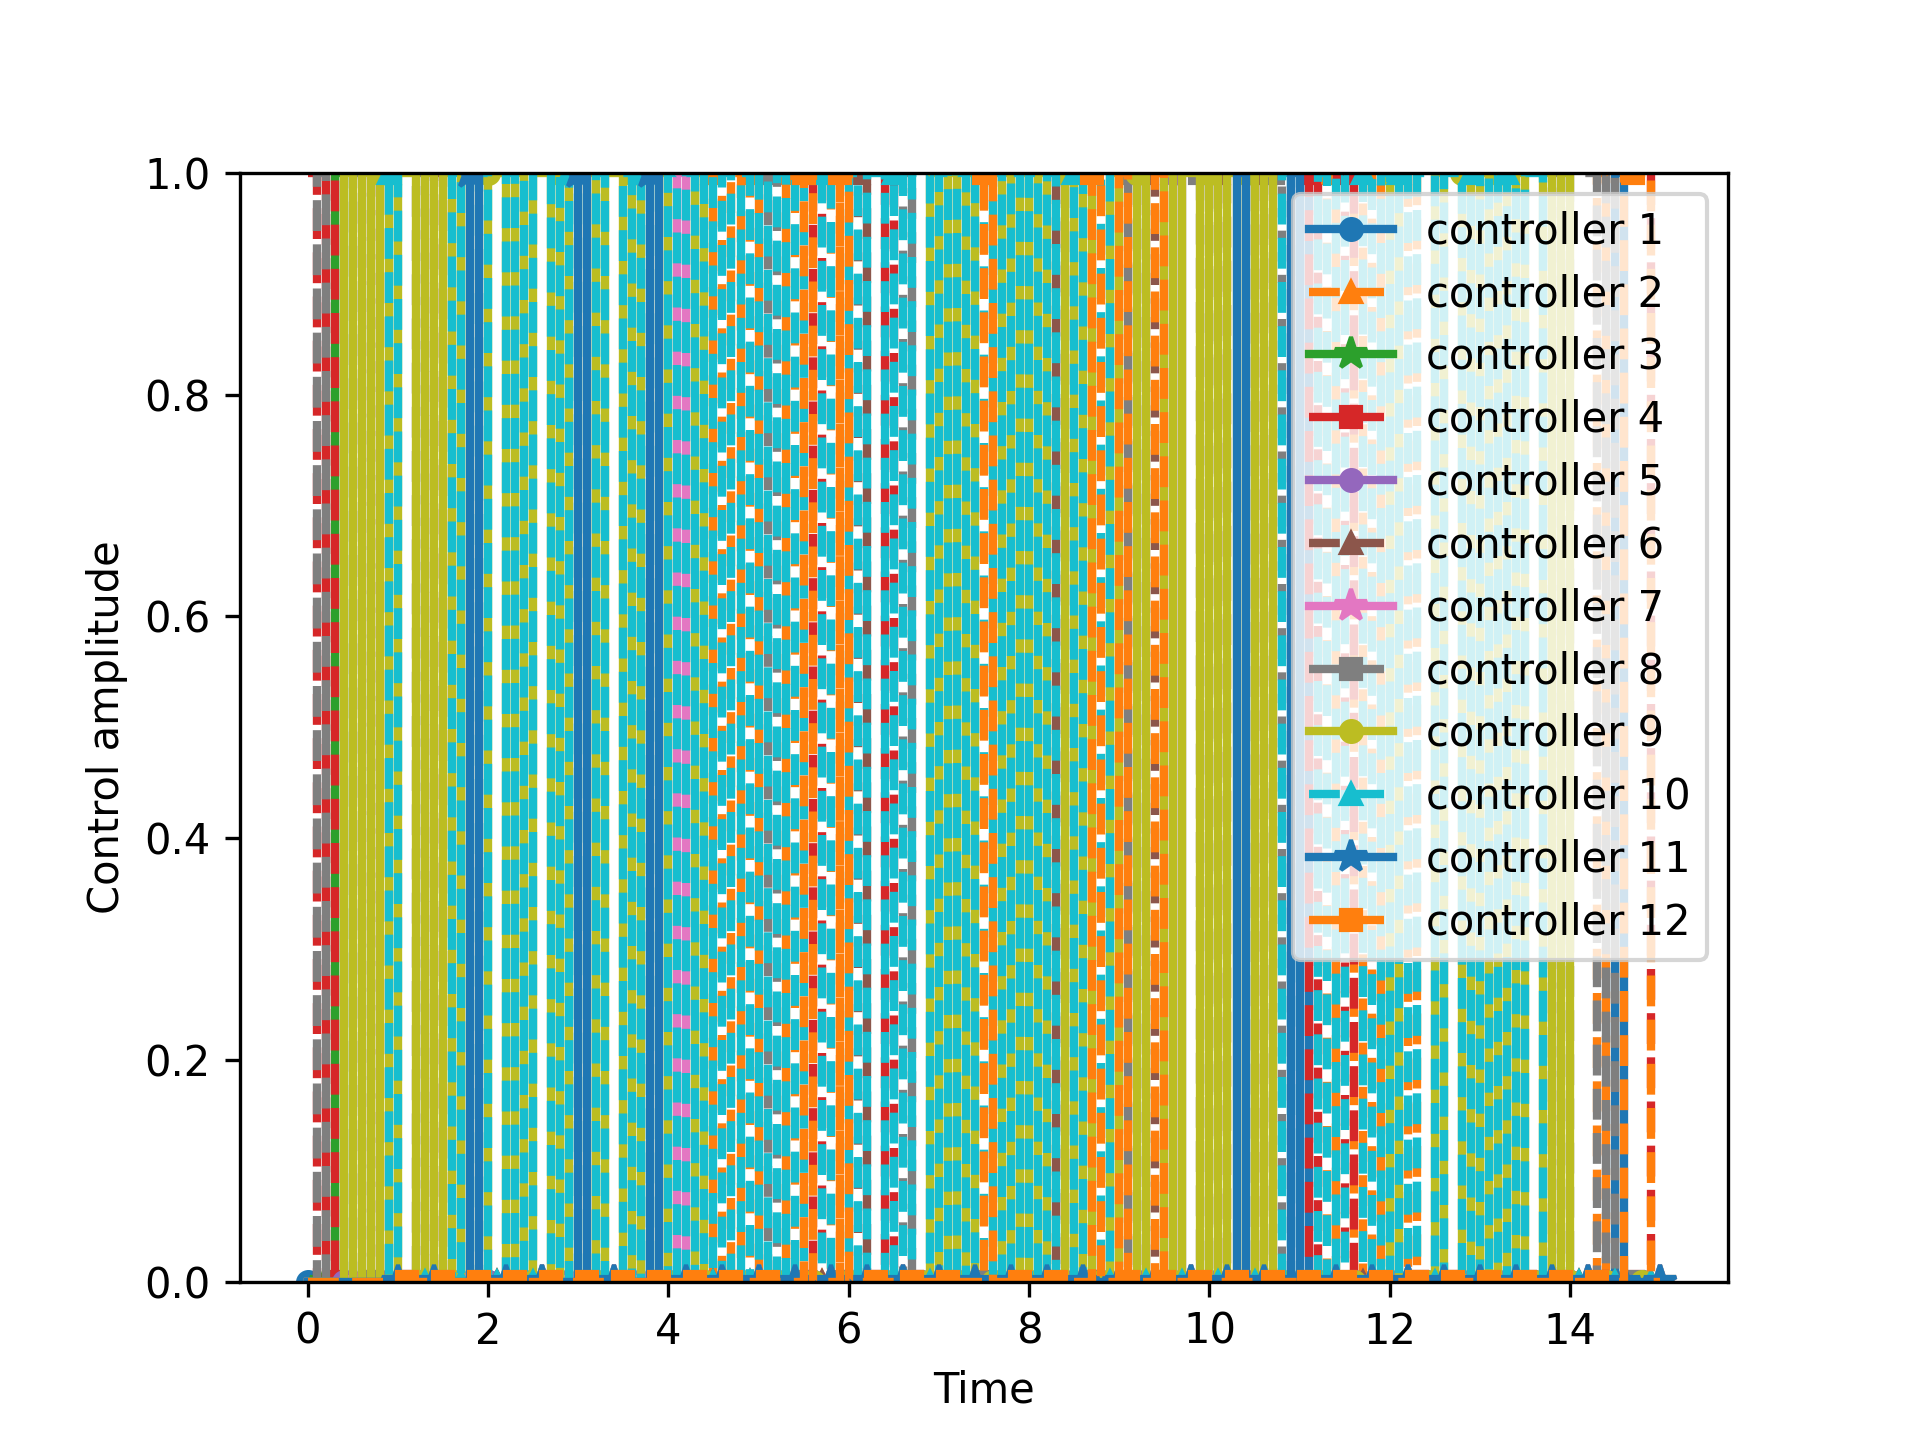 1.0
0.8
0.6
0.4
0.2
0.0
Control amplitude
0 2 4 6 8 10 12 14
Time
controller 1
controller 2
controller 3
controller 4
controller 5
controller 6
controller 7
controller 8
controller 9
controller 10
controller 11
controller 12